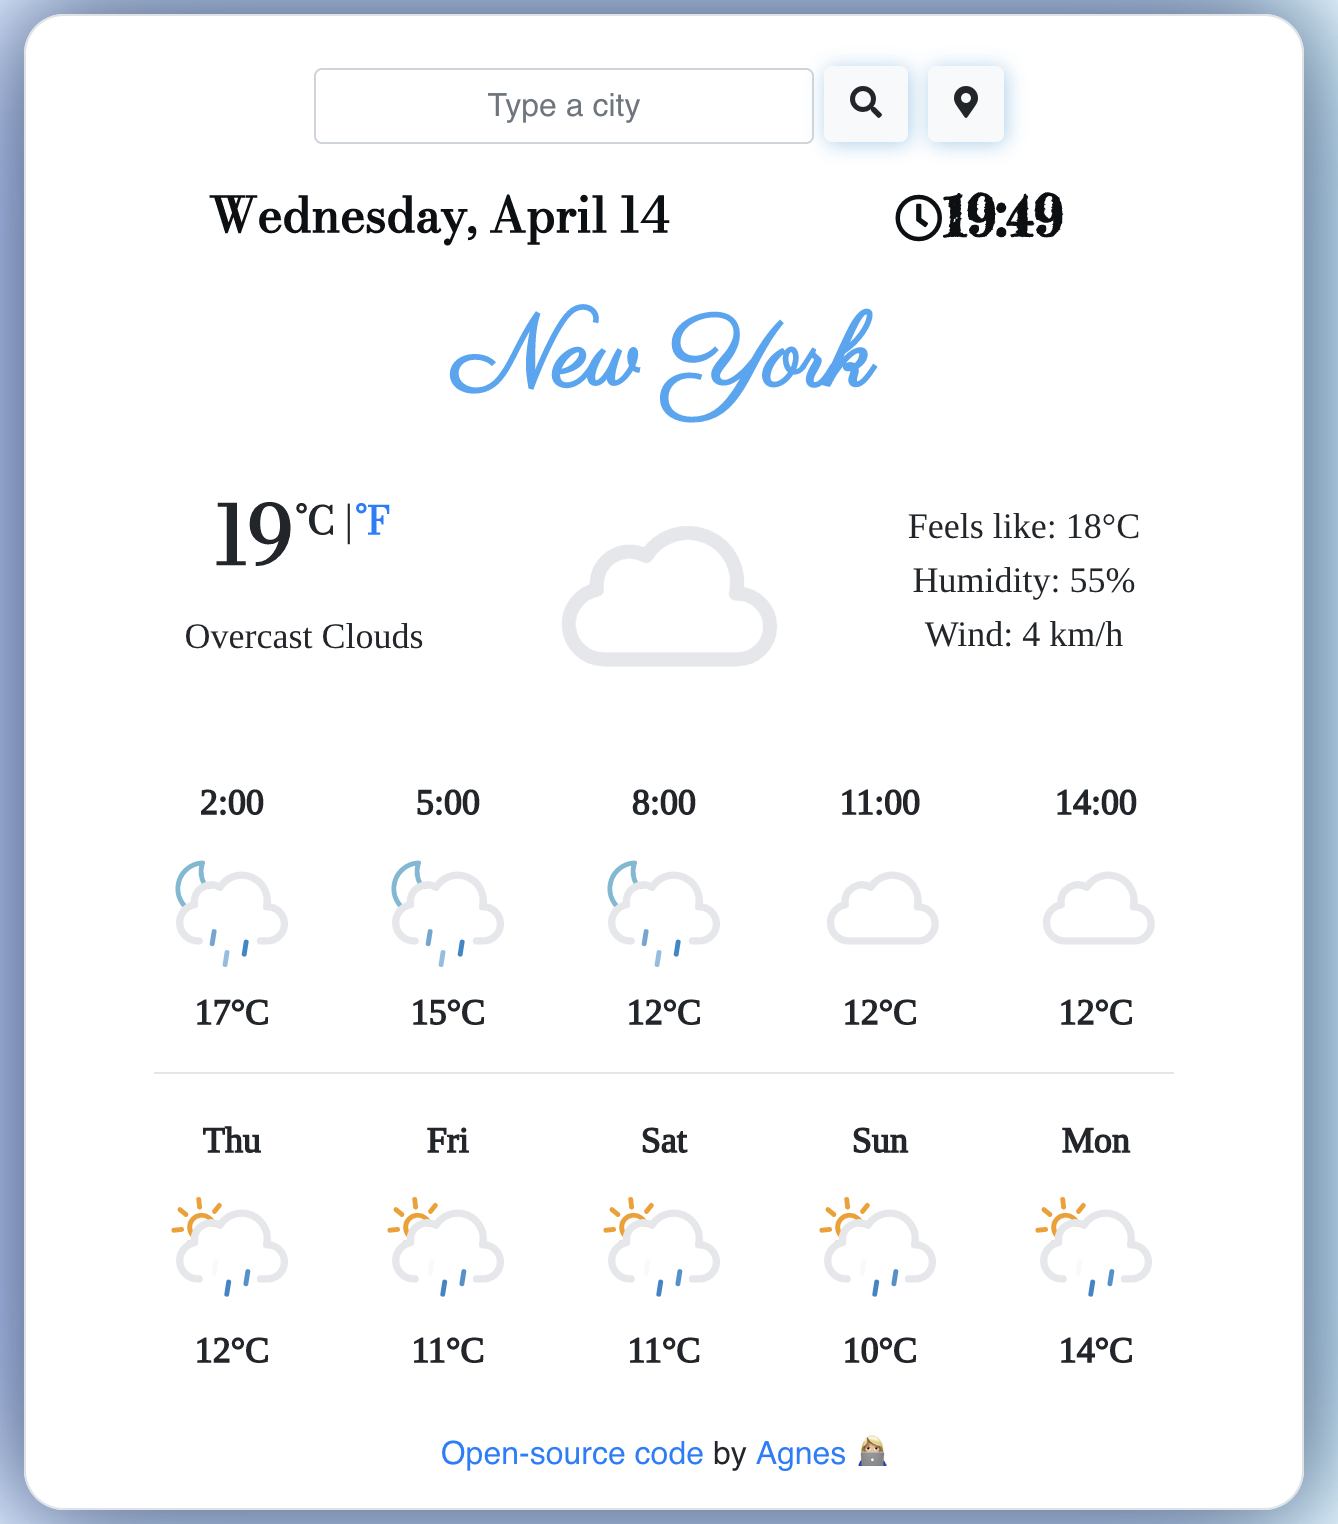 Type a city
Wednesday, April 14 19:49
New York
19°C |°F
Overcast Clouds
Feels like: 18°C
Humidity: 55%
Wind: 4 km/h
2:00 5:00 8:00 11:00 14:00
17°C 15°C 12°C 12°C 12°C
Thu Fri Sat Sun Mon
12°C 11°C 11°C 10°C 14°C
Open-source code by Agnes 👩🏼‍💻